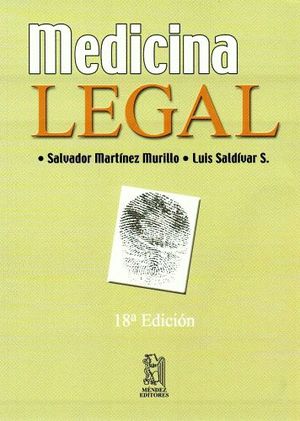 Medicina
LEGAL
• Salvador Martínez Murillo • Luis Saldívar S.
18ª Edición
MÉNDEZ
EDITORES